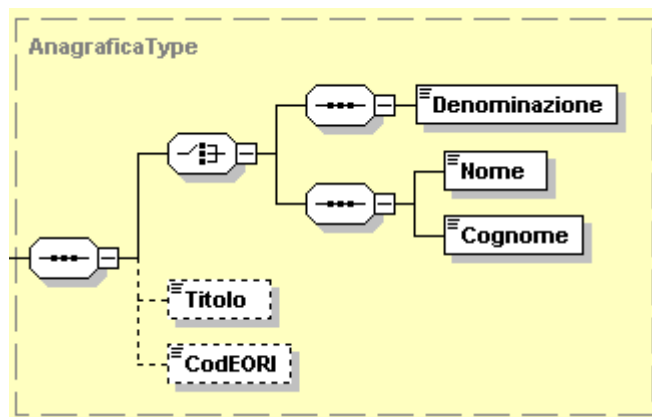 AnagraficaType
Denominazione
Nome
Cognome
Titolo
CodEORI